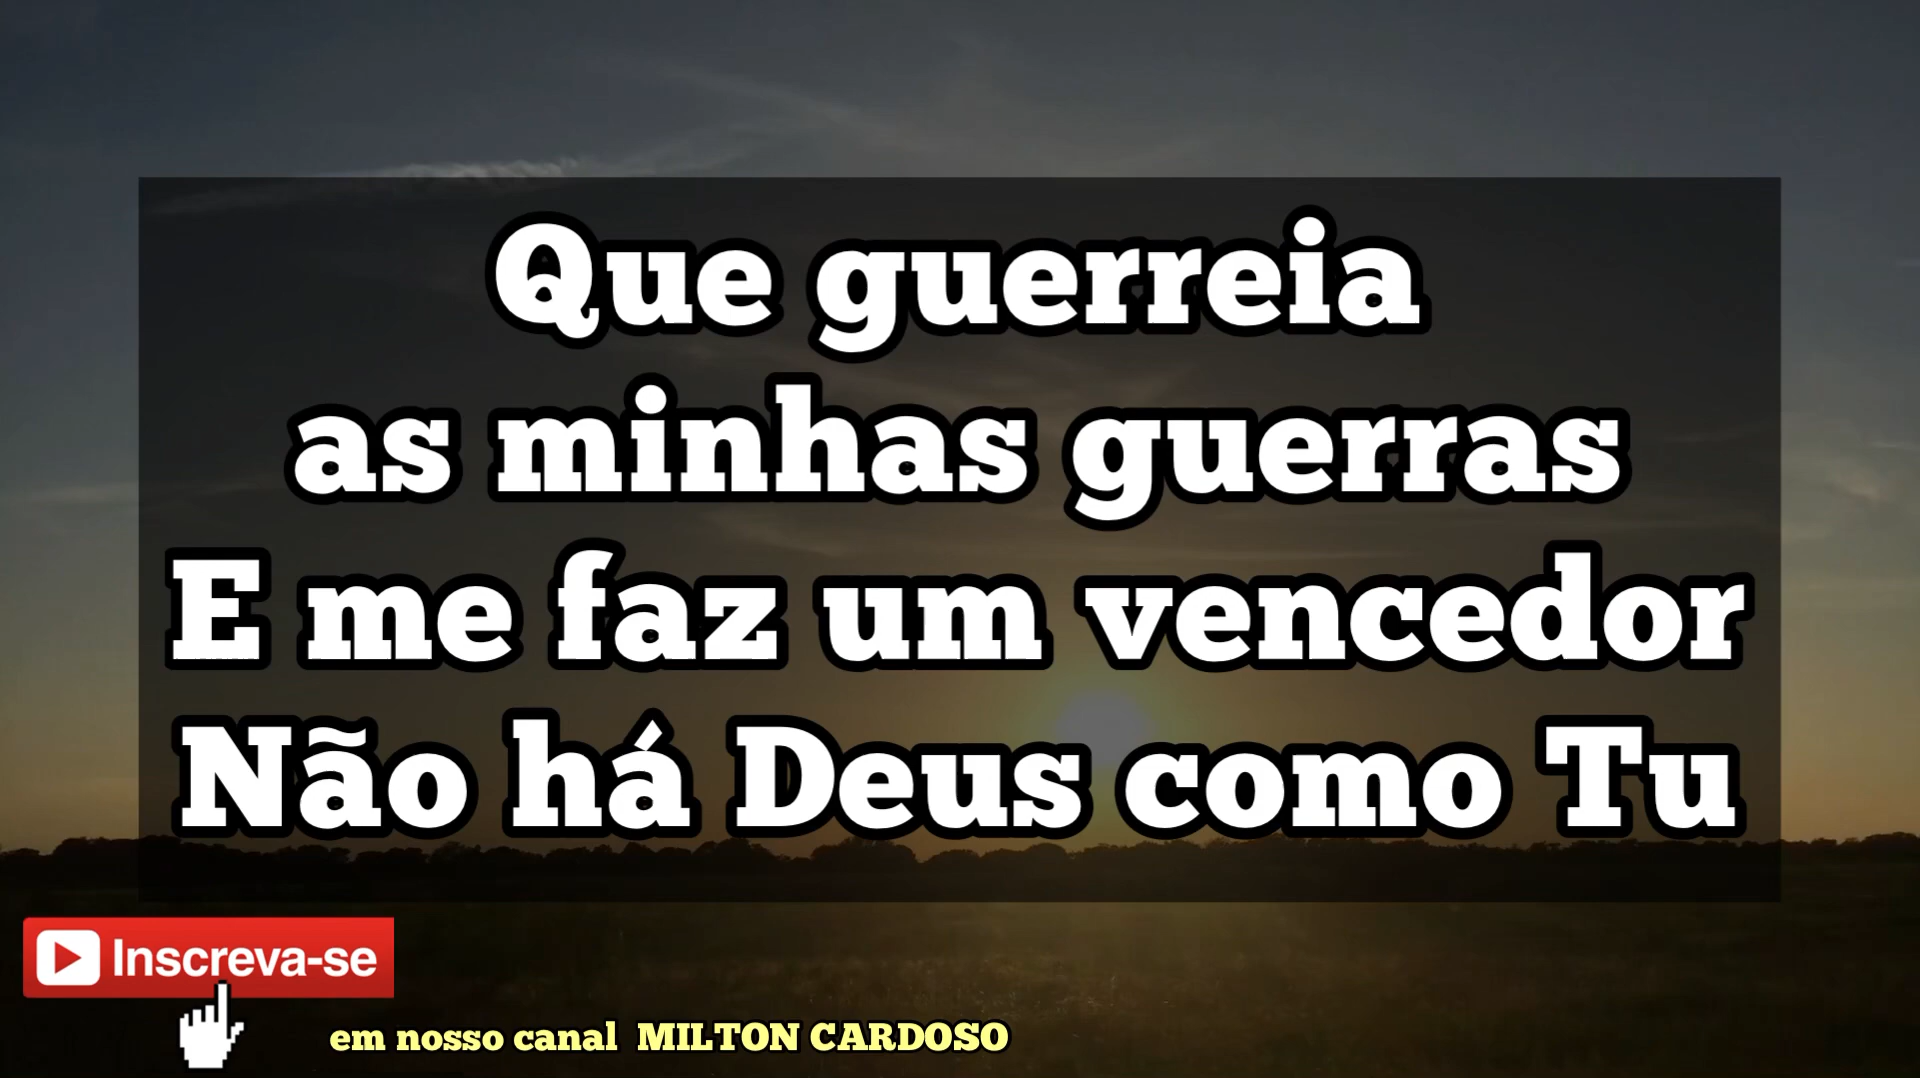 Que guerreia
as minhas guerras
E me faz um vencedor
Não há Deus como Tu
Inscreva-se
em nosso canal MILTON CARDOSO